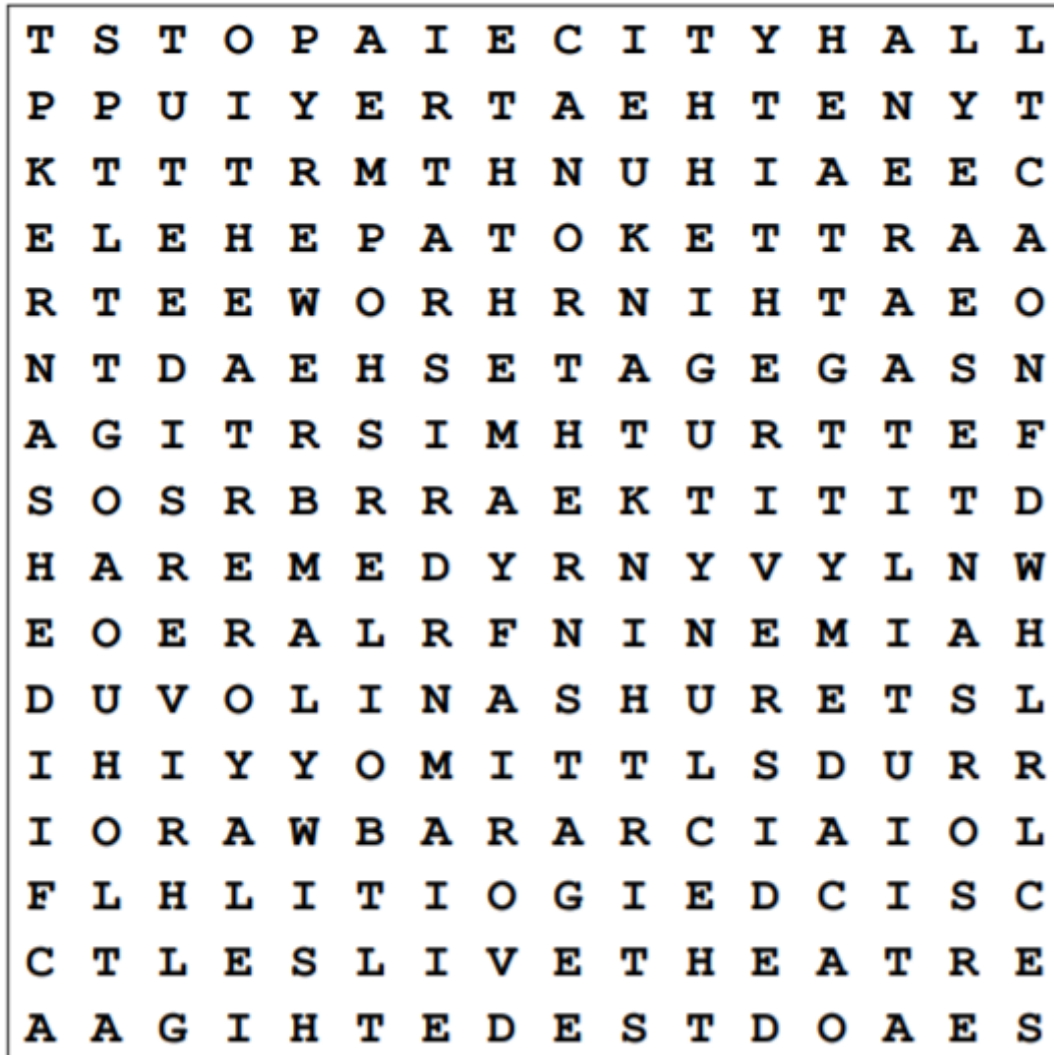 T S T O P A I E C I T Y H A L L
P P U I Y E R T A E H T E N Y T
K T T T R M T H N U H I A E E C
E L E H E P A T O K E T T R A A
R T E E W O R H R N I H T A E O
N T D A E H S E T A G E G A S N
A G I T R S I M H T U R T T E F
S O S R B R R A E K T I T I T D
H A R E M E D Y R N Y V Y L N W
E O E R A L R F N I N E M I A H
D U V O L I N A S H U R E T S L
I H I Y Y O M I T T L S D U R R
I O R A W B A R A R C I A I O L
F L H L I T I O G I E D C I S C
C T L E S L I V E T H E A T R E
A A G I H T E D E S T D O A E S